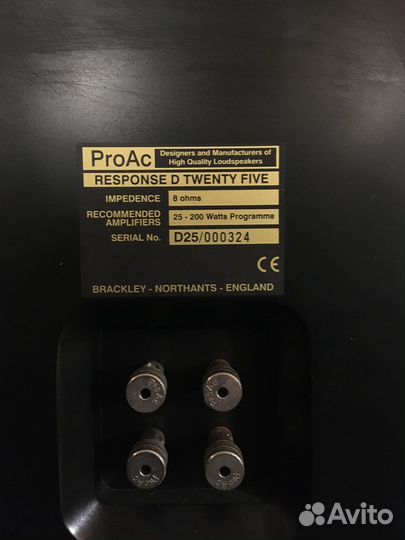 ProAc Designers and Manufacturers of
High Quality Loudspeakers
RESPONSE D TWENTY FIVE
IMPEDENCE 8 ohms
RECOMMENDED
AMPLIFIERS 25 - 200 Watts Programme
SERIAL No. D25/000324
CE
BRACKLEY - NORTHANTS - ENGLAND
Avito